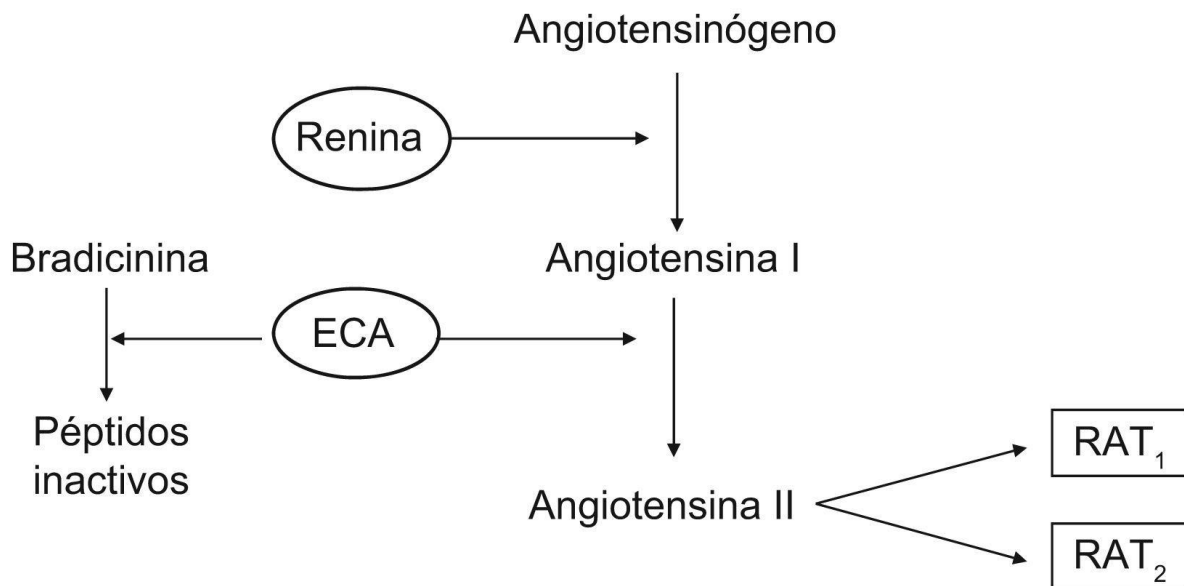 Angiotensinógeno
Renina
Bradicinina
Angiotensina I
ECA
Péptidos
inactivos
Angiotensina II
RAT₁
RAT₂